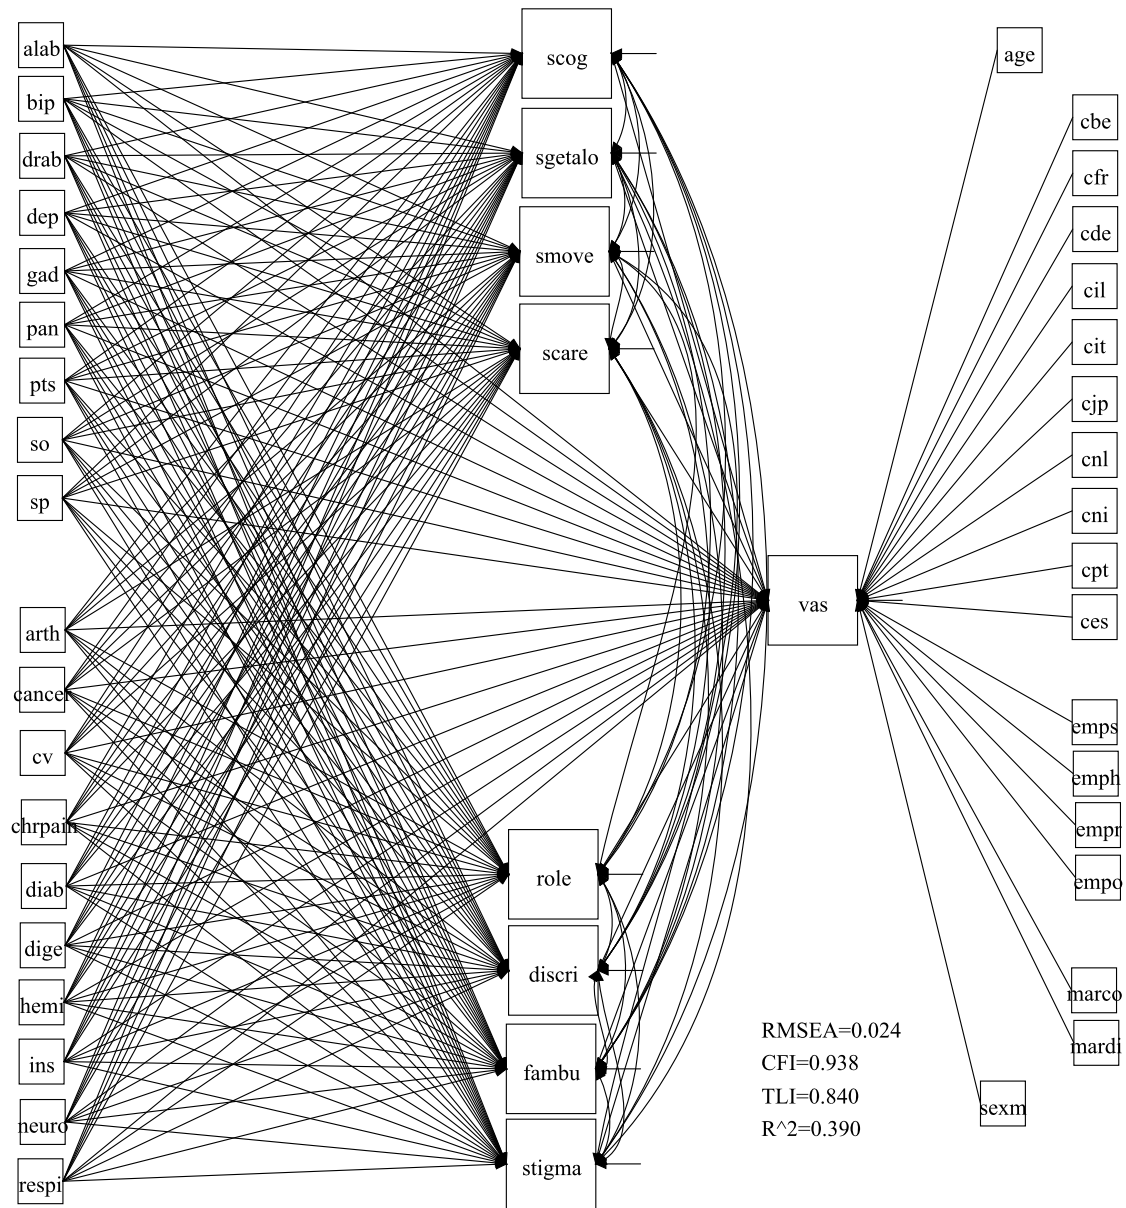 alab
bip
drab
dep
gad
pan
pts
so
sp
arth
cancer
cv
chrpain
diab
dige
hemi
ins
neuro
respi
scog
sgetalo
smove
scare
role
discri
fambu
stigma
vas
age
cbe
cfr
cde
cil
cit
cjp
cnl
cni
cpt
ces
emps
emph
empr
empo
marco
mardi
sexm
RMSEA=0.024
CFI=0.938
TLI=0.840
R^2=0.390